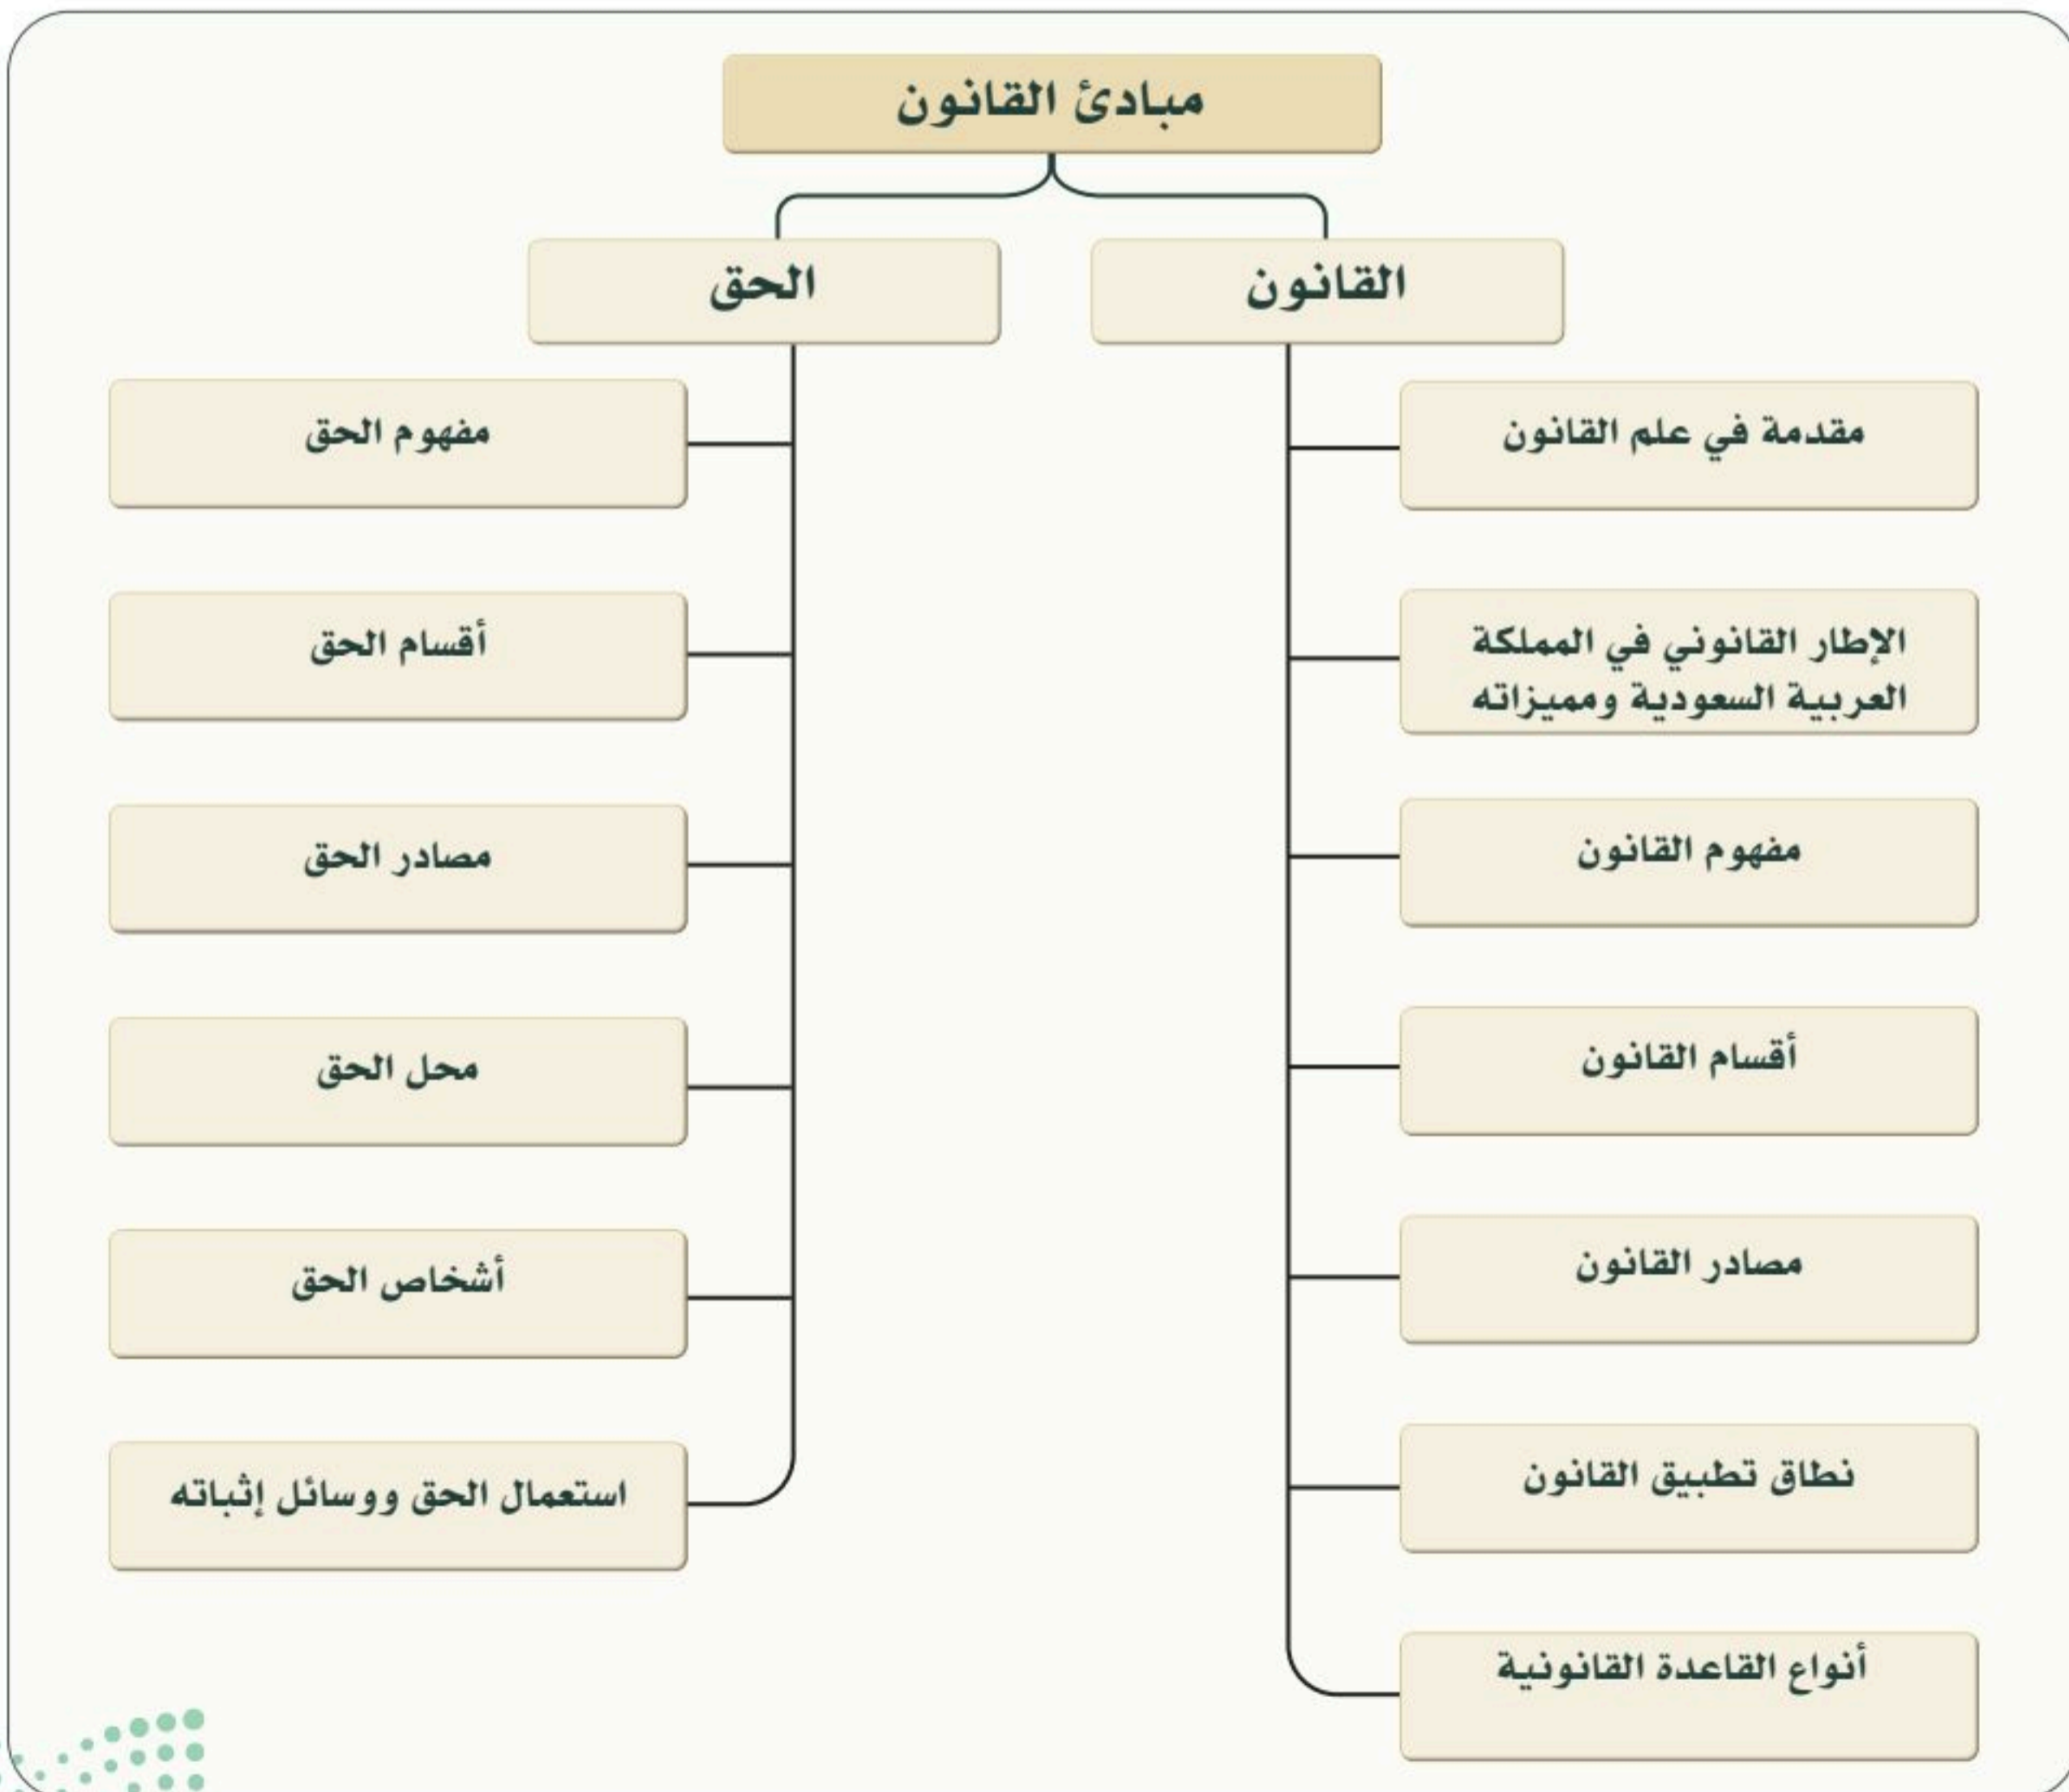 مبادئ القانون
القانون
مقدمة في علم القانون
الإطار القانوني في المملكة
العربية السعودية ومميزاته
مفهوم القانون
أقسام القانون
مصادر القانون
نطاق تطبيق القانون
أنواع القاعدة القانونية
الحق
مفهوم الحق
أقسام الحق
مصادر الحق
محل الحق
أشخاص الحق
استعمال الحق ووسائل إثباته